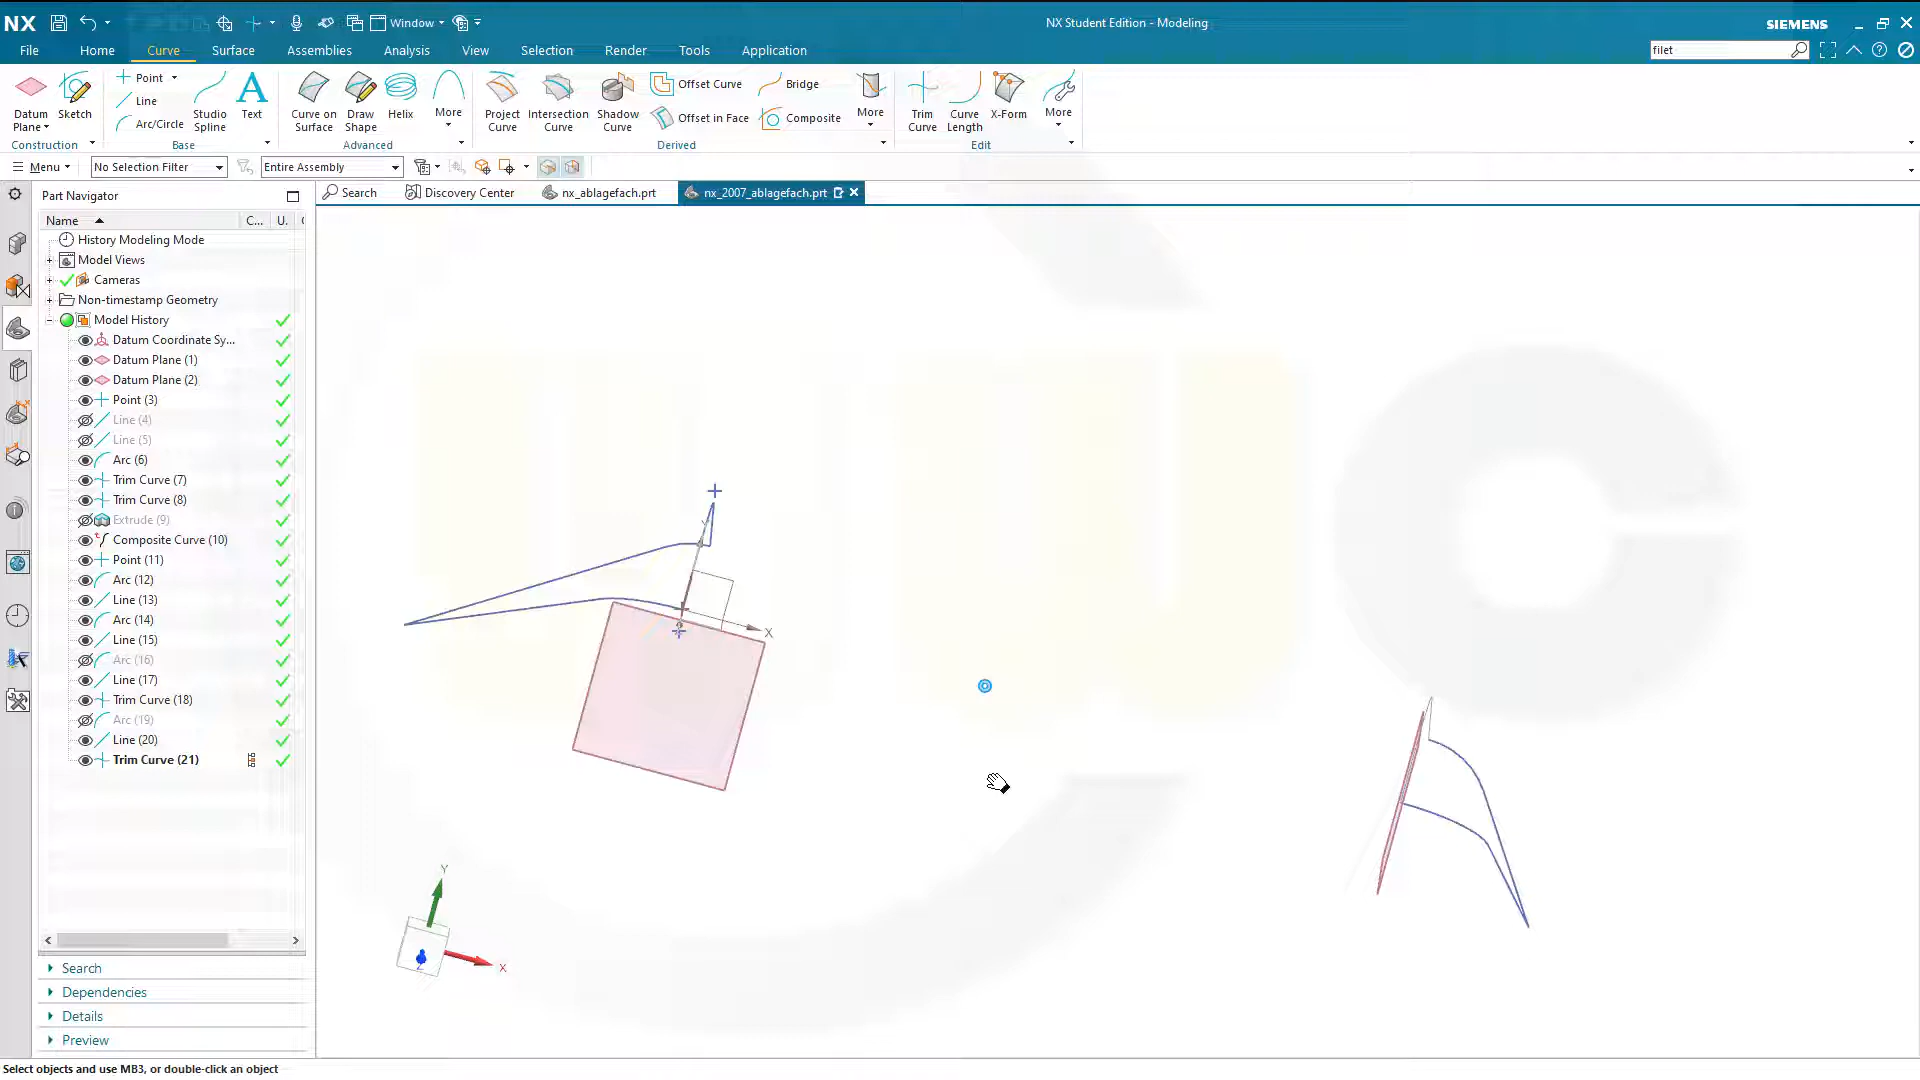 NX
Window
NX Student Edition - Modeling
SIEMENS
File
Home
Curve
Surface
Assemblies
Analysis
View
Selection
Render
Tools
Application
filet
Datum
Plane
Sketch
Point
Line
Arc/Circle
Studio
Spline
Text
Curve on
Surface
Draw
Shape
Helix
More
Project
Curve
Intersection
Curve
Shadow
Curve
Offset Curve
Offset in Face
Bridge
Composite
More
Trim
Curve
Curve
Length
X-Form
More
Construction
Base
Advanced
Derived
Edit
Menu
No Selection Filter
Entire Assembly
Part Navigator
Search
Discovery Center
nx_ablagefach.prt
nx_2007_ablagefach.prt
Name
C...
U.
History Modeling Mode
Model Views
Cameras
Non-timestamp Geometry
Model History
Datum Coordinate Sy...
Datum Plane (1)
Datum Plane (2)
Point (3)
Line (4)
Line (5)
Arc (6)
Trim Curve (7)
Trim Curve (8)
Extrude (9)
Composite Curve (10)
Point (11)
Arc (12)
Line (13)
Arc (14)
Line (15)
Arc (16)
Line (17)
Trim Curve (18)
Arc (19)
Line (20)
Trim Curve (21)
X
Y
X
Z
Search
Dependencies
Details
Preview
Select objects and use MB3, or double-click an object